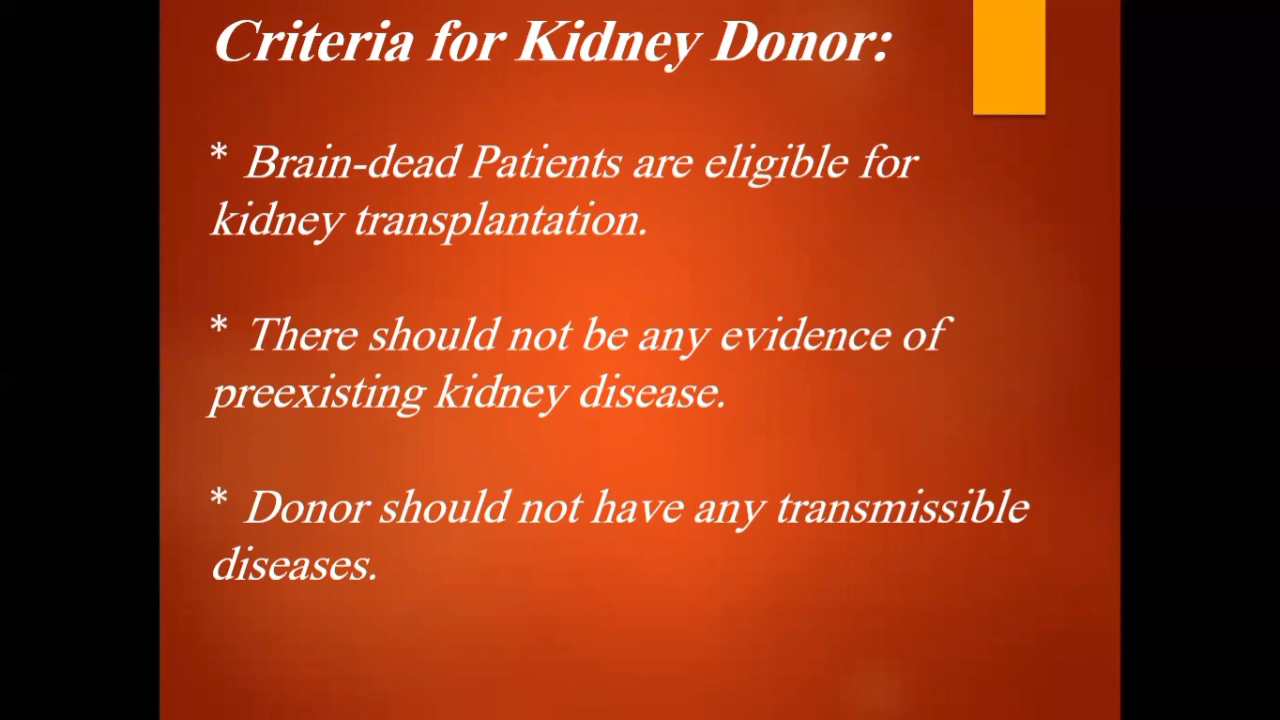 Criteria for Kidney Donor:
* Brain-dead Patients are eligible for
kidney transplantation.
* There should not be any evidence of
preexisting kidney disease.
* Donor should not have any transmissible
diseases.